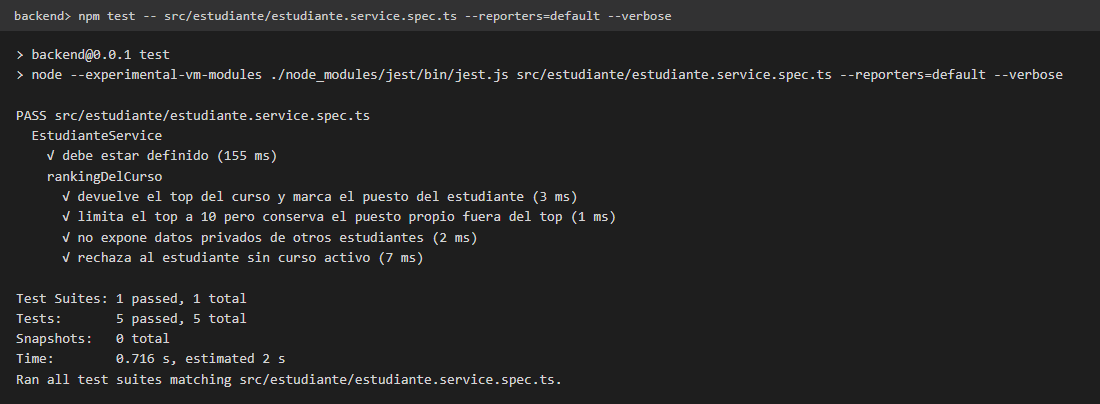 backend> npm test -- src/estudiante/estudiante.service.spec.ts --reporters=default --verbose
> backend@0.0.1 test
> node --experimental-vm-modules ./node_modules/jest/bin/jest.js src/estudiante/estudiante.service.spec.ts --reporters=default --verbose
PASS src/estudiante/estudiante.service.spec.ts
EstudianteService
√ debe estar definido (155 ms)
rankingDelCurso
√ devuelve el top del curso y marca el puesto del estudiante (3 ms)
√ limita el top a 10 pero conserva el puesto propio fuera del top (1 ms)
√ no expone datos privados de otros estudiantes (2 ms)
√ rechaza al estudiante sin curso activo (7 ms)
Test Suites: 1 passed, 1 total
Tests:       5 passed, 5 total
Snapshots:   0 total
Time:        0.716 s, estimated 2 s
Ran all test suites matching src/estudiante/estudiante.service.spec.ts.